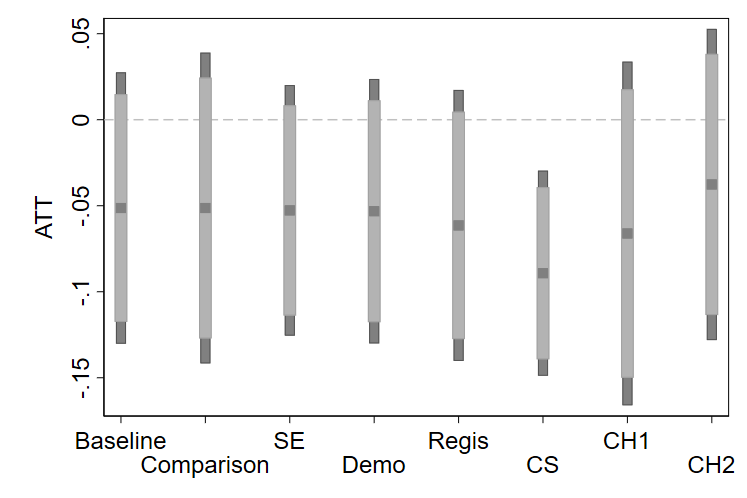 .05
0
-.05
-.1
-.15
ATT
Baseline
SE
Regis
CH1
Comparison
Demo
CS
CH2